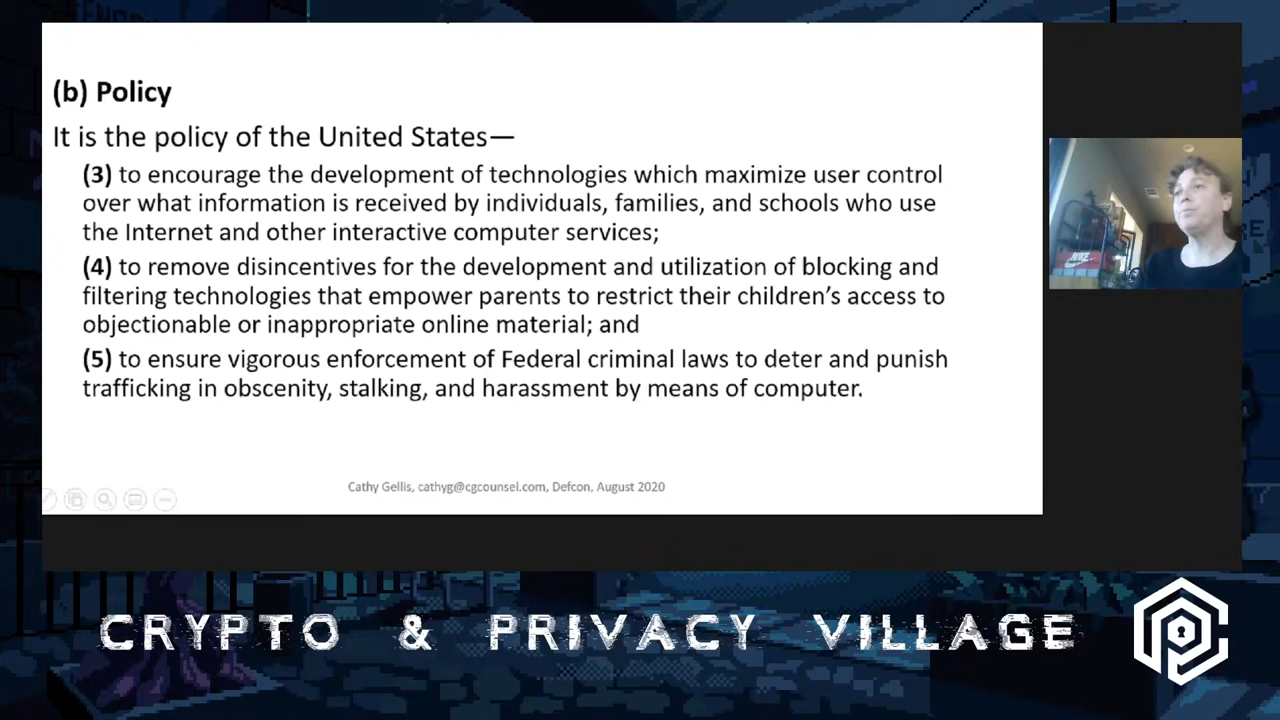 (b) Policy
It is the policy of the United States—
(3) to encourage the development of technologies which maximize user control
over what information is received by individuals, families, and schools who use
the Internet and other interactive computer services;
(4) to remove disincentives for the development and utilization of blocking and
filtering technologies that empower parents to restrict their children’s access to
objectionable or inappropriate online material; and
(5) to ensure vigorous enforcement of Federal criminal laws to deter and punish
trafficking in obscenity, stalking, and harassment by means of computer.
Cathy Gellis, cathyg@cgcounsel.com, Defcon, August 2020
NIKE
CRYPTO & PRIVACY VILLAGE